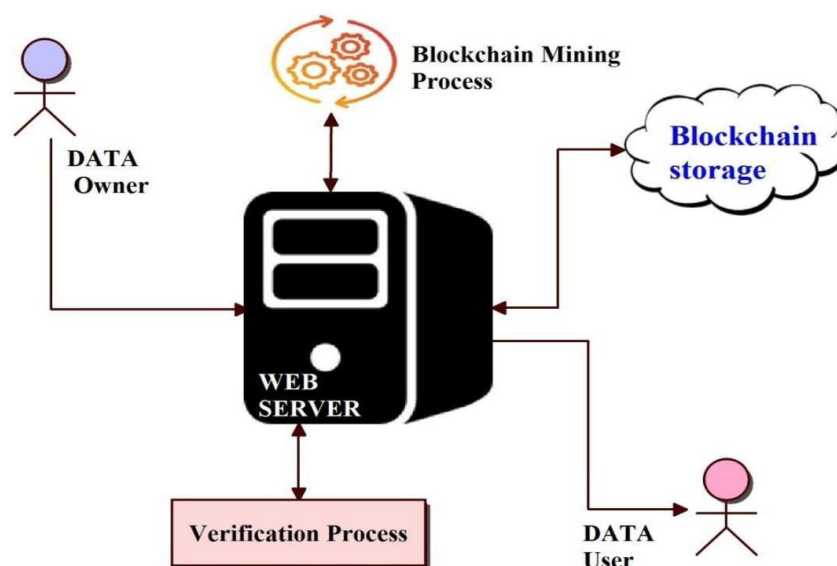 Blockchain Mining
Process
DATA
Owner
Blockchain
storage
WEB
SERVER
Verification Process
DATA
User